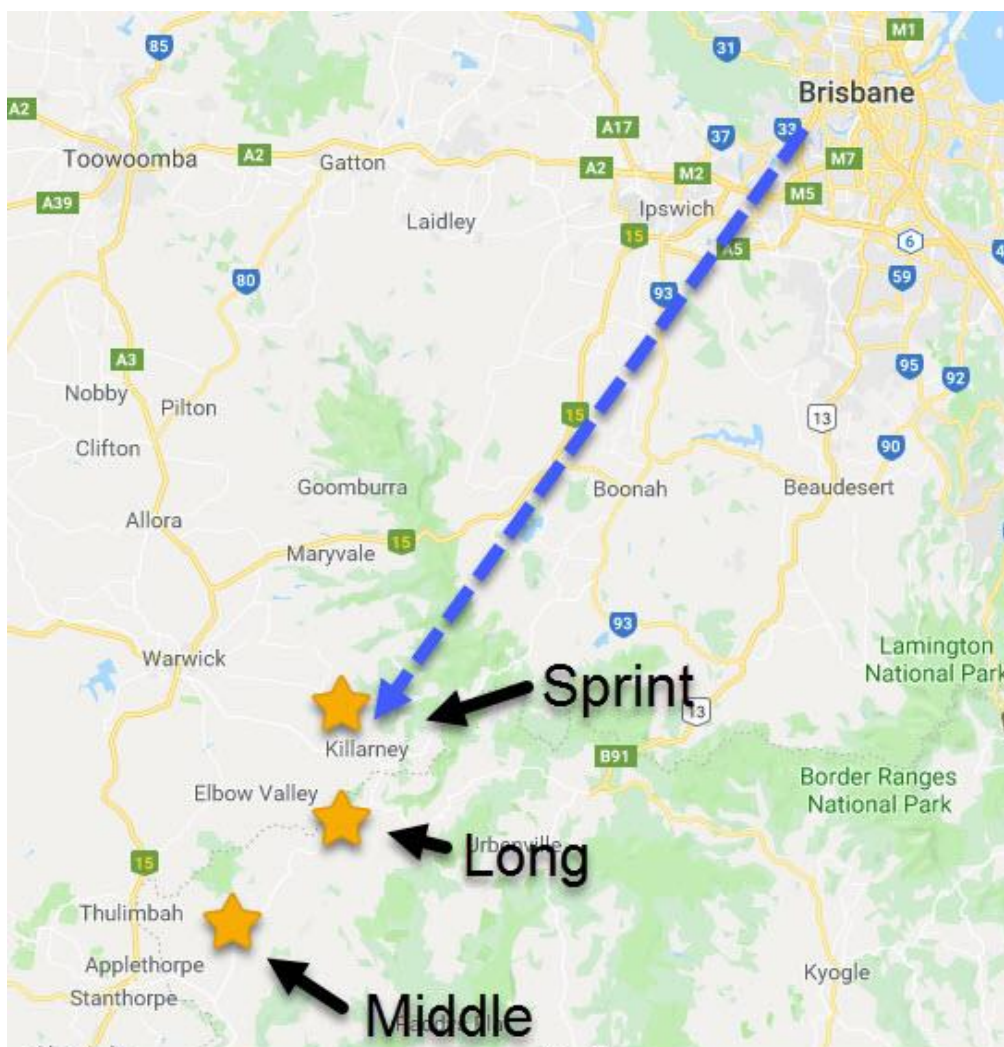 M1
85
31
Brisbane
A2
A17
33
37
M7
Toowoomba
A2
Gatton
A2
M2
M5
A39
Ipswich
Laidley
15
6
A5
4
80
59
93
A3
95
92
Nobby
Pilton
15
13
Clifton
90
Goomburra
Boonah
Beaudesert
Allora
15
Maryvale
93
Lamington
National Park
Warwick
Sprint
13
Killarney
B91
Border Ranges
National Park
Elbow Valley
Urbenville
Long
15
Thulimbah
Applethorpe
Kyogle
Stanthorpe
Middle